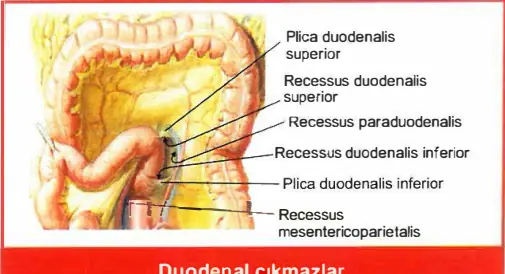 Plica duodenalis
superior
Recessus duodenalis
superior
Recessus paraduodenalis
Recessus duodenalis inferior
Plica duodenalis inferior
Recessus
mesentericoparietalis
Duodenal çıkmazlar